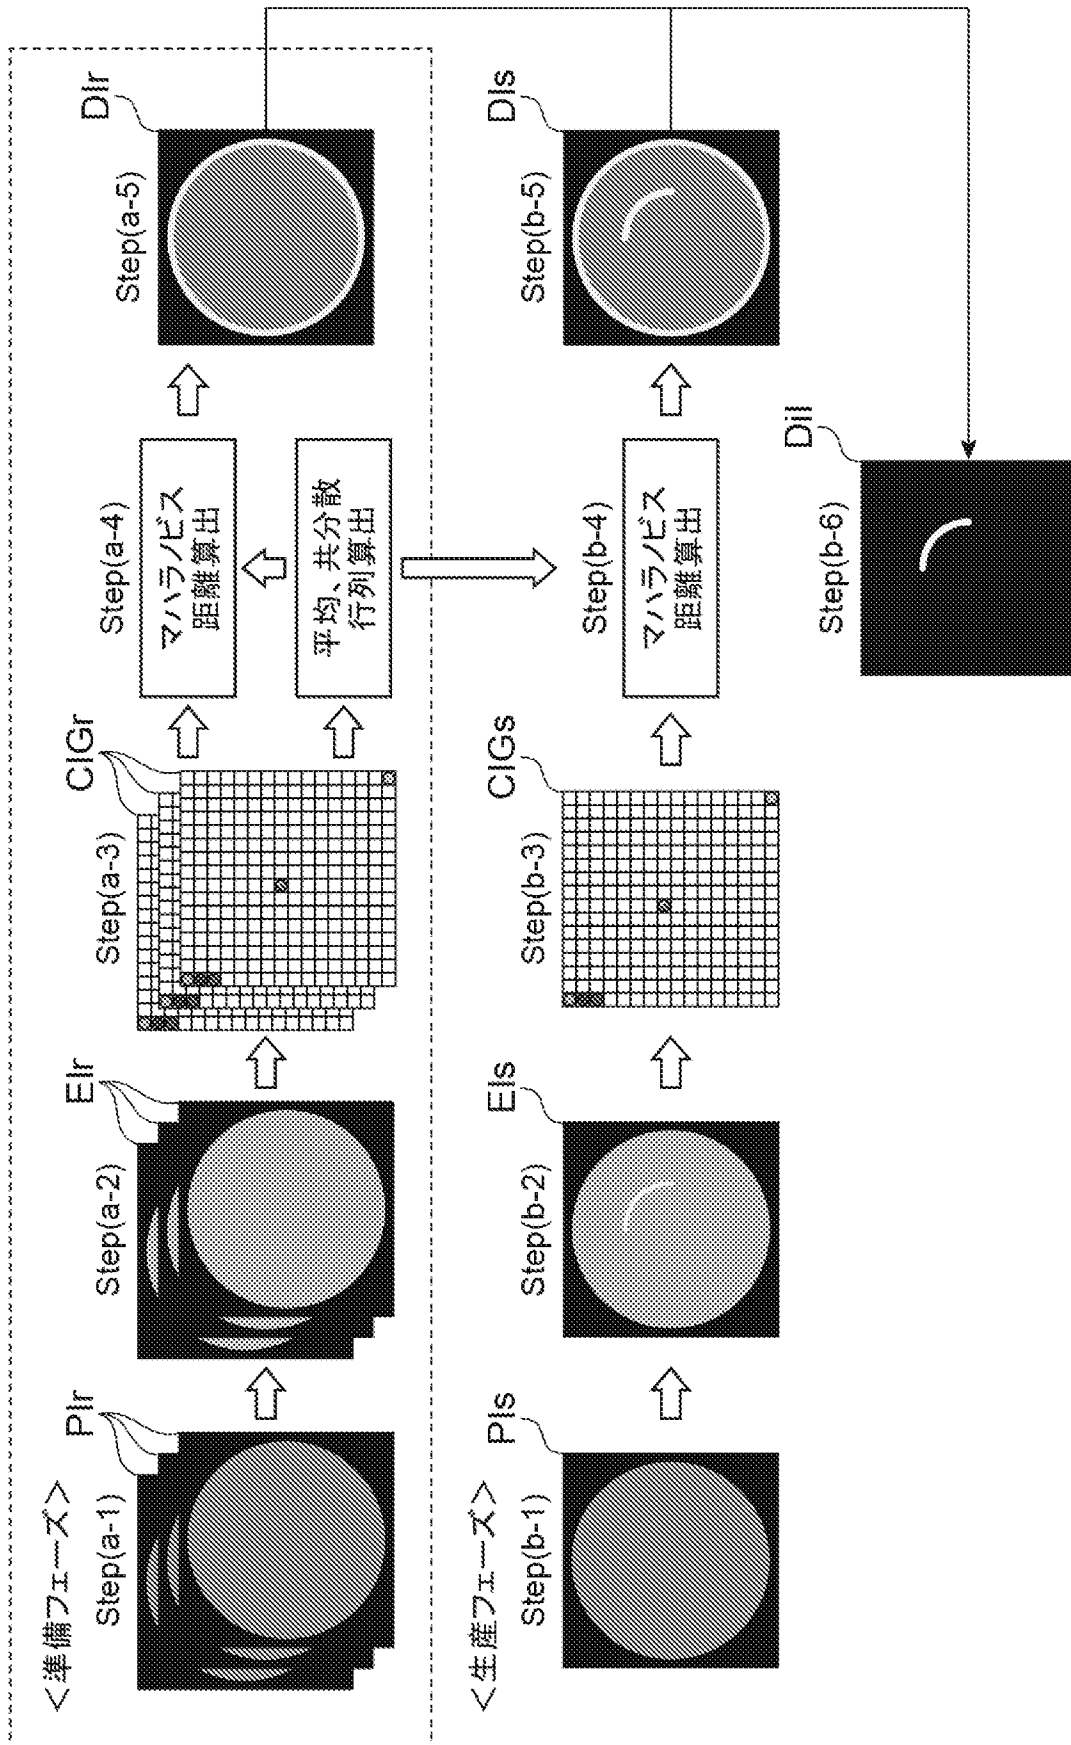 <準備フェーズ>
Step(a-1)
PIr
Step(a-2)
EIr
Step(a-3)
CIGr
Step(a-4)
マハラノビス
距離算出
平均、共分散
行列算出
Step(a-5)
DIr
<生産フェーズ>
Step(b-1)
PIs
Step(b-2)
EIs
Step(b-3)
CIGs
Step(b-4)
マハラノビス
距離算出
Step(b-5)
DIs
Step(b-6)
DiI